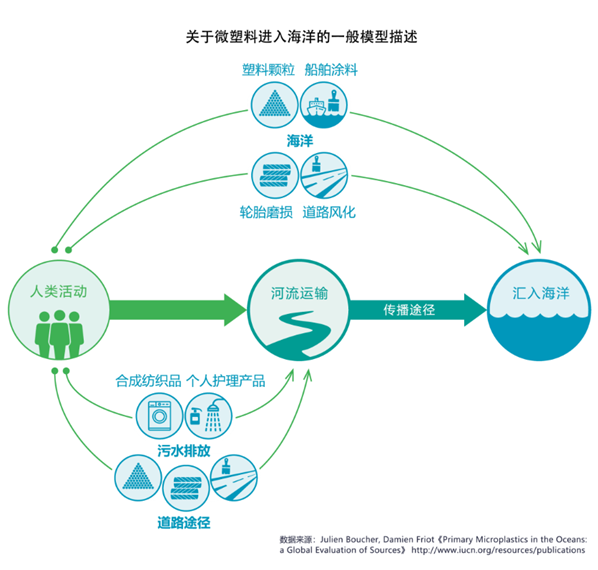 关于微塑料进入海洋的一般模型描述
塑料颗粒 船舶涂料
海洋
轮胎磨损 道路风化
人类活动
河流运输
传播途径
汇入海洋
合成纺织品 个人护理产品
污水排放
道路途径
数据来源：Julien Boucher, Damien Friot《Primary Microplastics in the Oceans:
a Global Evaluation of Sources》 http://www.iucn.org/resources/publications